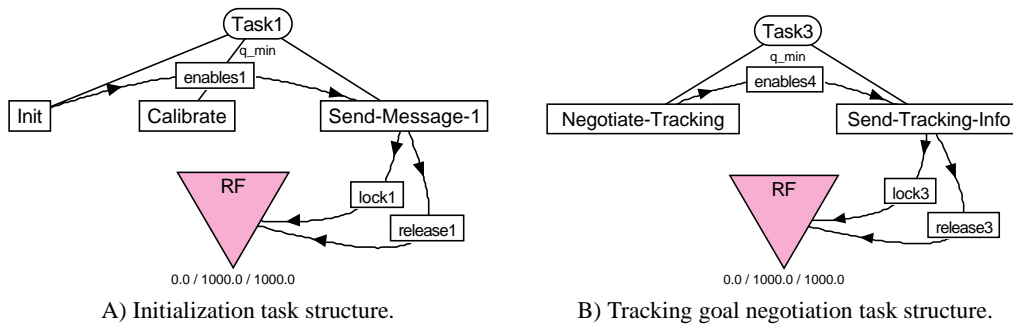 Task1
q_min
enables1
Init
Calibrate
Send-Message-1
RF
lock1
release1
0.0 / 1000.0 / 1000.0
A) Initialization task structure.
Task3
q_min
enables4
Negotiate-Tracking
Send-Tracking-Info
RF
lock3
release3
0.0 / 1000.0 / 1000.0
B) Tracking goal negotiation task structure.